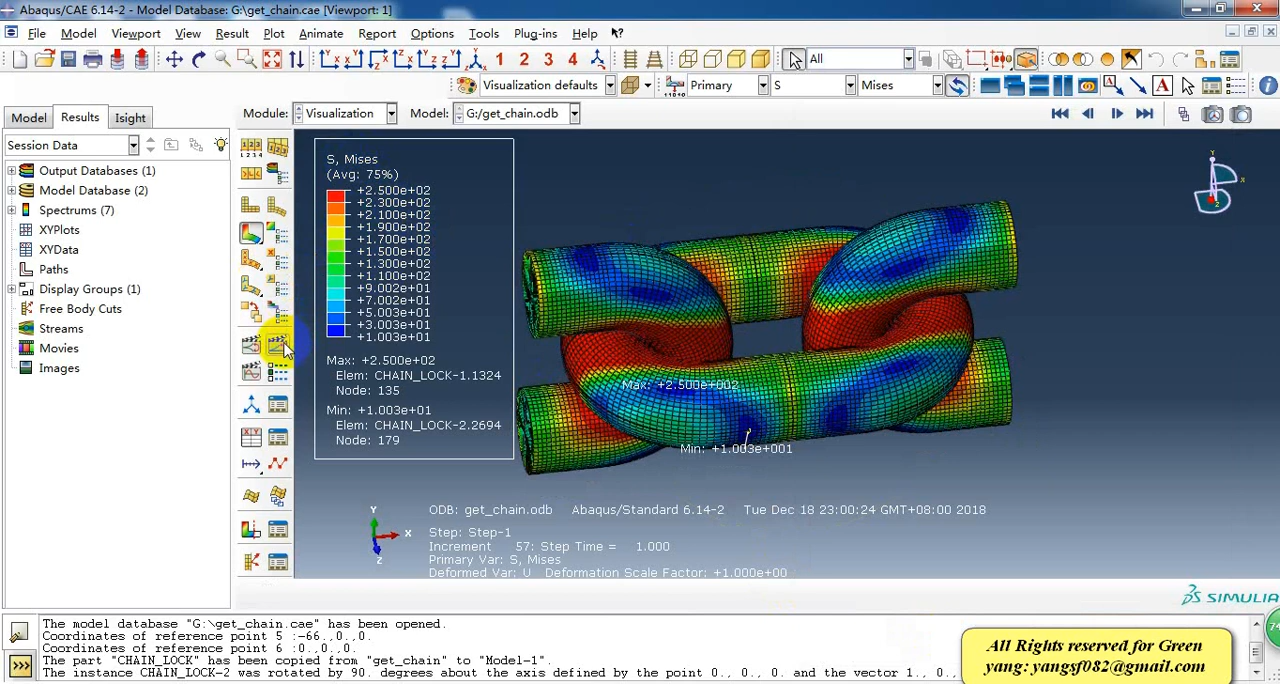 Abaqus/CAE 6.14-2 - Model Database: G:\get_chain.cae [Viewport: 1]
File Model Viewport View Result Plot Animate Report Options Tools Plug-ins Help
1 2 3 4 All
Visualization defaults Primary S Mises
Model Results Isight
Module: Visualization Model: G:/get_chain.odb
Session Data
Output Databases (1)
Model Database (2)
Spectrums (7)
XYPlots
XYData
Paths
Display Groups (1)
Free Body Cuts
Streams
Movies
Images
S, Mises
(Avg: 75%)
+2.500e+02
+2.300e+02
+2.100e+02
+1.900e+02
+1.700e+02
+1.500e+02
+1.300e+02
+1.100e+02
+9.002e+01
+7.002e+01
+5.003e+01
+3.003e+01
+1.003e+01
Max: +2.500e+02
Elem: CHAIN_LOCK-1.1324
Node: 135
Min: +1.003e+01
Elem: CHAIN_LOCK-2.2694
Node: 179
Max: +2.500e+002
Min: +1.003e+001
Y
X
Z
Y
X
Z
ODB: get_chain.odb Abaqus/Standard 6.14-2 Tue Dec 18 23:00:24 GMT+08:00 2018
Step: Step-1
Increment 57: Step Time = 1.000
Primary Var: S, Mises
Deformed Var: U Deformation Scale Factor: +1.000e+00
SIMULIA
The model database "G:\get_chain.cae" has been opened.
Coordinates of reference point 5 :-66.,0.,0.
Coordinates of reference point 6 :0.,0.,0.
The part "CHAIN_LOCK" has been copied from "get_chain" to "Model-1".
The instance CHAIN_LOCK-2 was rotated by 90. degrees about the axis defined by the point 0., 0., 0. and the vector 1., 0.,
All Rights reserved for Green
yang: yangsf082@gmail.com